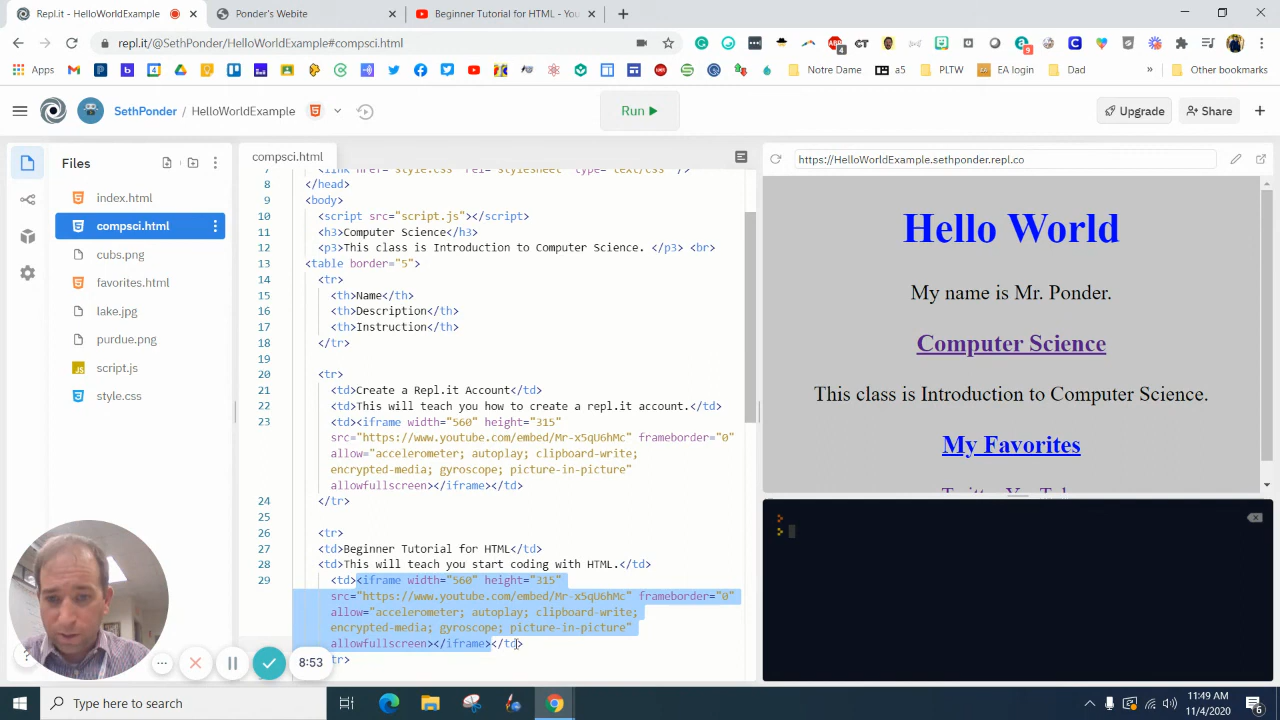 Repl.it - HelloWorldExample
Ponder's Webite
Beginner Tutorial for HTML - You
repl.it/@SethPonder/HelloWorldExample#compsci.html
Apps
Notre Dame
a5
PLTW
EA login
Dad
»
Other bookmarks
SethPonder / HelloWorldExample
Run
Upgrade
Share
Files
index.html
compsci.html
cubs.png
favorites.html
lake.jpg
purdue.png
script.js
style.css
compsci.html
7 <link href="style.css" rel="stylesheet" type="text/css" />
8 </head>
9 <body>
10 <script src="script.js"></script>
11 <h3>Computer Science</h3>
12 <p3>This class is Introduction to Computer Science. </p3> <br>
13 <table border="5">
14 <tr>
15 <th>Name</th>
16 <th>Description</th>
17 <th>Instruction</th>
18 </tr>
19
20 <tr>
21 <td>Create a Repl.it Account</td>
22 <td>This will teach you how to create a repl.it account.</td>
23 <td><iframe width="560" height="315"
src="https://www.youtube.com/embed/Mr-x5qU6hMc" frameborder="0"
allow="accelerometer; autoplay; clipboard-write;
encrypted-media; gyroscope; picture-in-picture"
allowfullscreen></iframe></td>
24 </tr>
25
26 <tr>
27 <td>Beginner Tutorial for HTML</td>
28 <td>This will teach you start coding with HTML.</td>
29 <td><iframe width="560" height="315"
src="https://www.youtube.com/embed/Mr-x5qU6hMc" frameborder="0"
allow="accelerometer; autoplay; clipboard-write;
encrypted-media; gyroscope; picture-in-picture"
allowfullscreen></iframe></td>
tr>
https://HelloWorldExample.sethponder.repl.co
Hello World
My name is Mr. Ponder.
Computer Science
This class is Introduction to Computer Science.
My Favorites
8:53
Type here to search
11:49 AM
11/4/2020
6